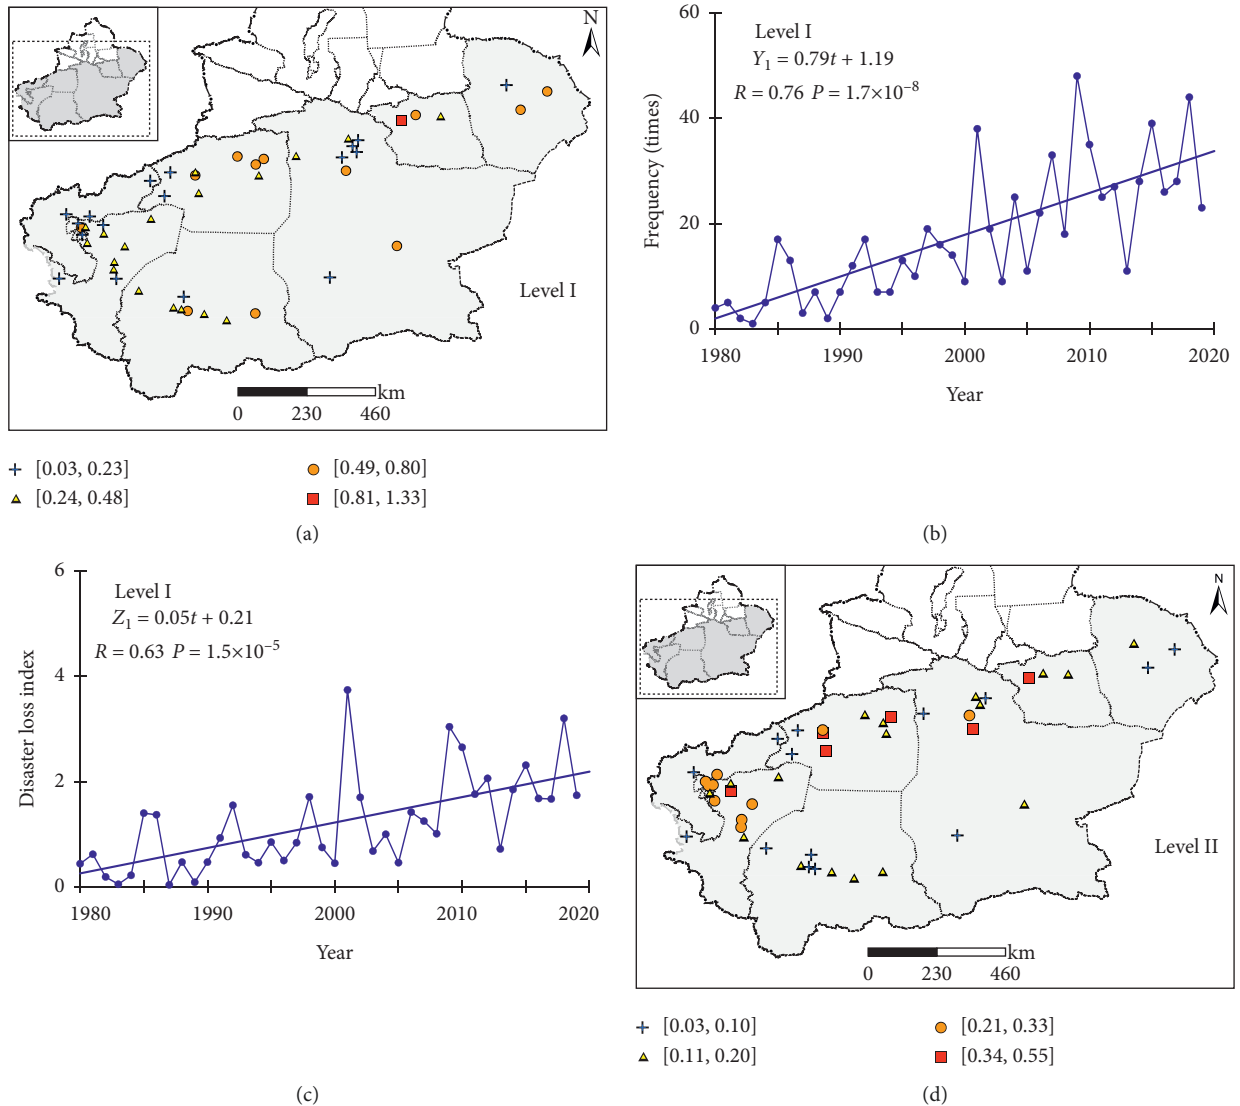 N
Level I
km
0 230 460
[0.03, 0.23]
[0.49, 0.80]
[0.24, 0.48]
[0.81, 1.33]
(a)
60
40
20
0
Frequency (times)
Level I
Y₁ = 0.79t + 1.19
R = 0.76 P = 1.7×10⁻⁸
1980 1990 2000 2010 2020
Year
(b)
6
4
2
0
Disaster loss index
Level I
Z₁ = 0.05t + 0.21
R = 0.63 P = 1.5×10⁻⁵
1980 1990 2000 2010 2020
Year
(c)
N
Level II
km
0 230 460
[0.03, 0.10]
[0.21, 0.33]
[0.11, 0.20]
[0.34, 0.55]
(d)